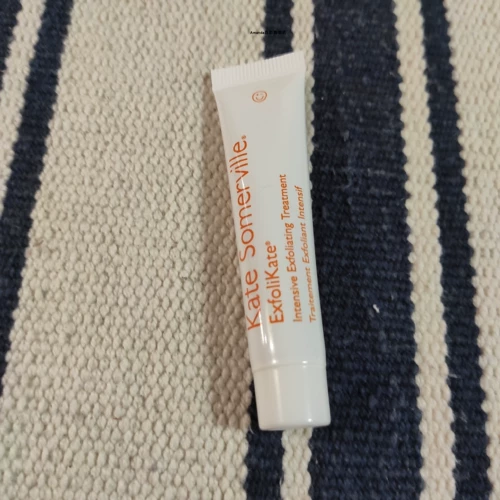 Kate Somerville®
ExfoliKate®
Intensive Exfoliating Treatment
Traitement Exfoliant Intensif